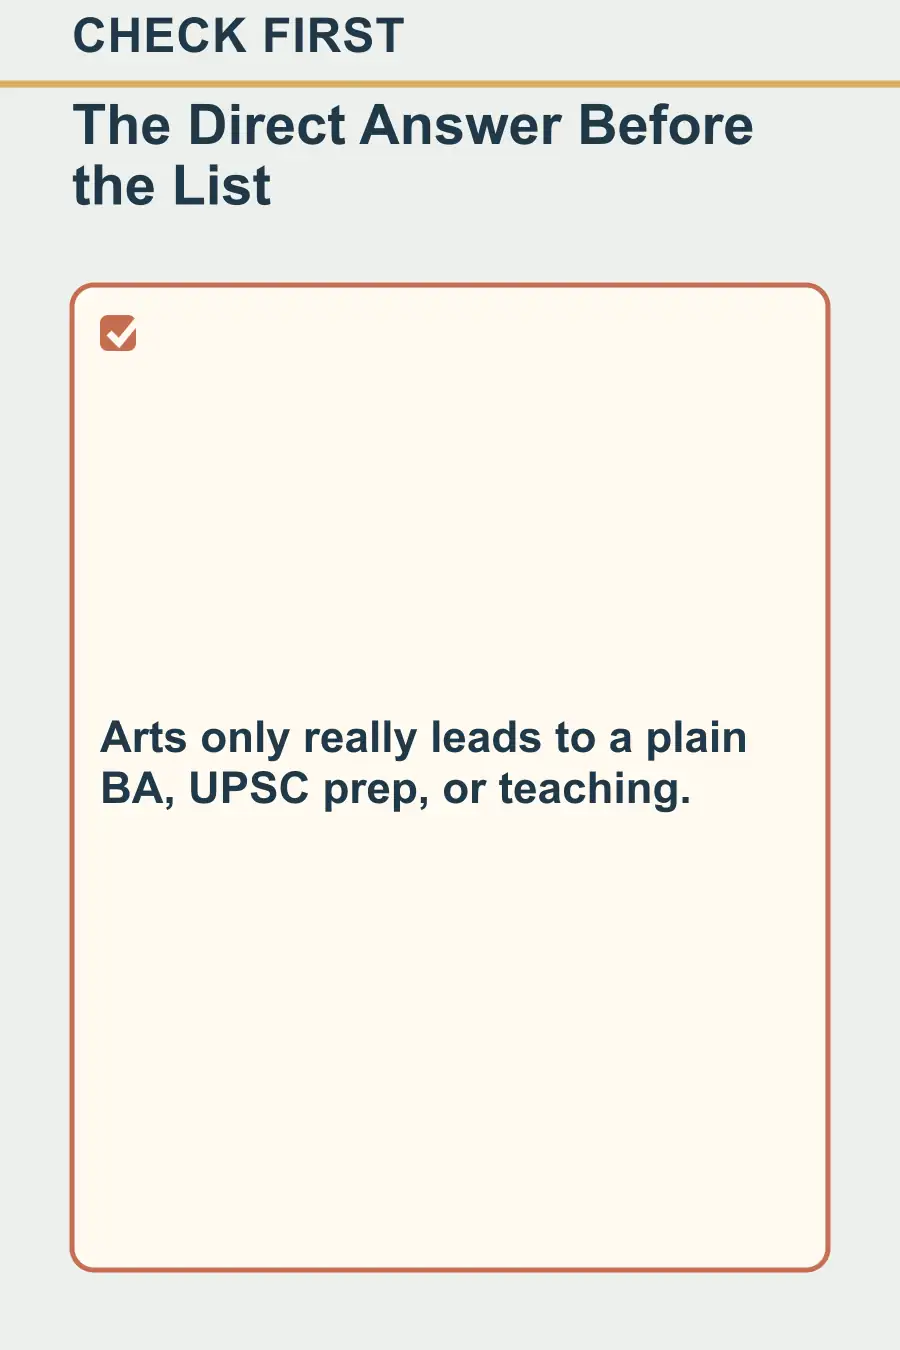 CHECK FIRST
The Direct Answer Before
the List
Arts only really leads to a plain
BA, UPSC prep, or teaching.